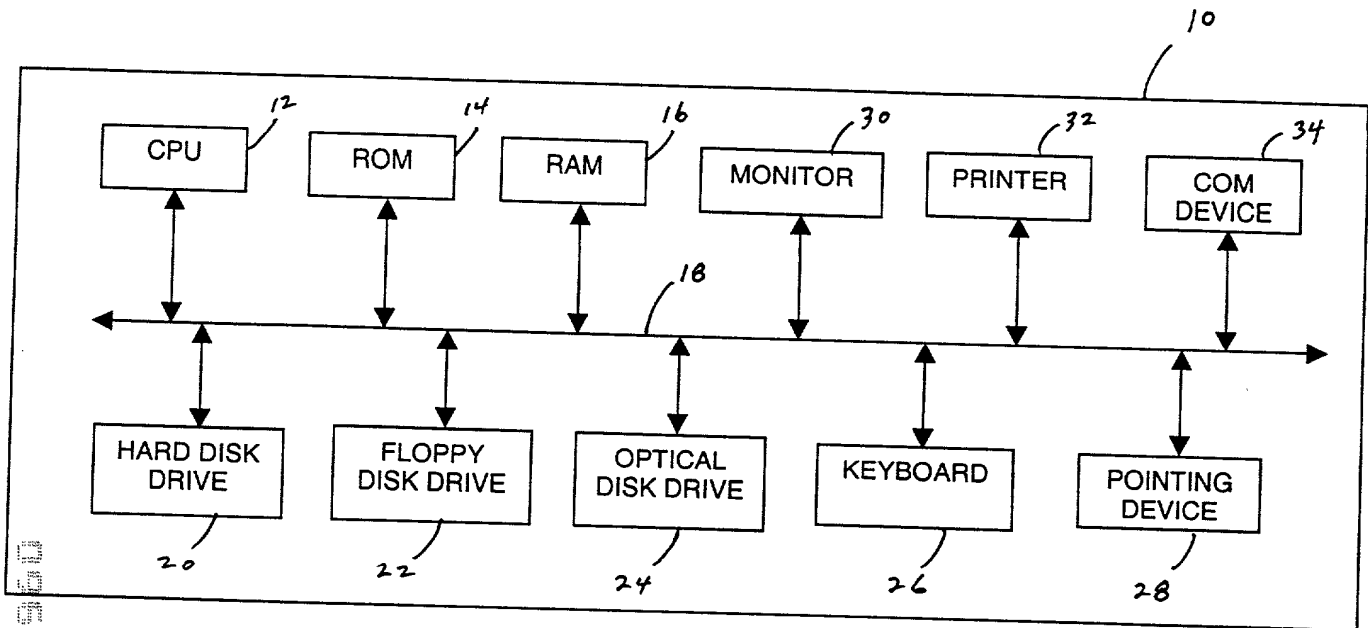 10
12
14
16
30
32
34
CPU
ROM
RAM
MONITOR
PRINTER
COM
DEVICE
18
HARD DISK
DRIVE
FLOPPY
DISK DRIVE
OPTICAL
DISK DRIVE
KEYBOARD
POINTING
DEVICE
20
22
24
26
28